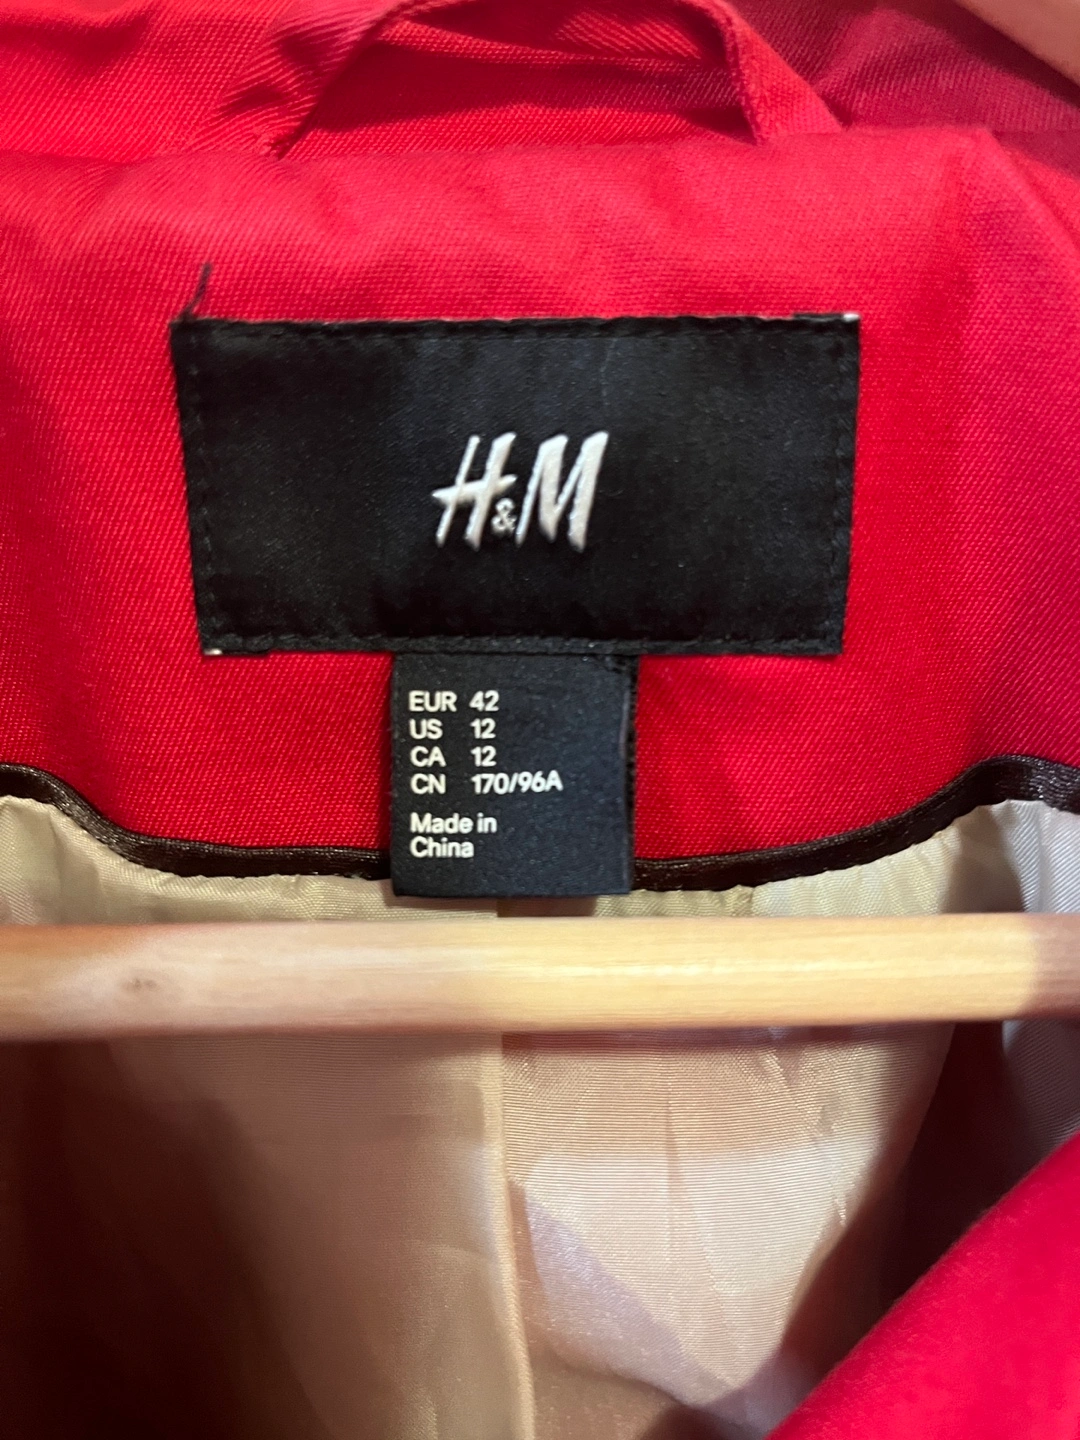 H&M
EUR 42
US 12
CA 12
CN 170/96A
Made in
China